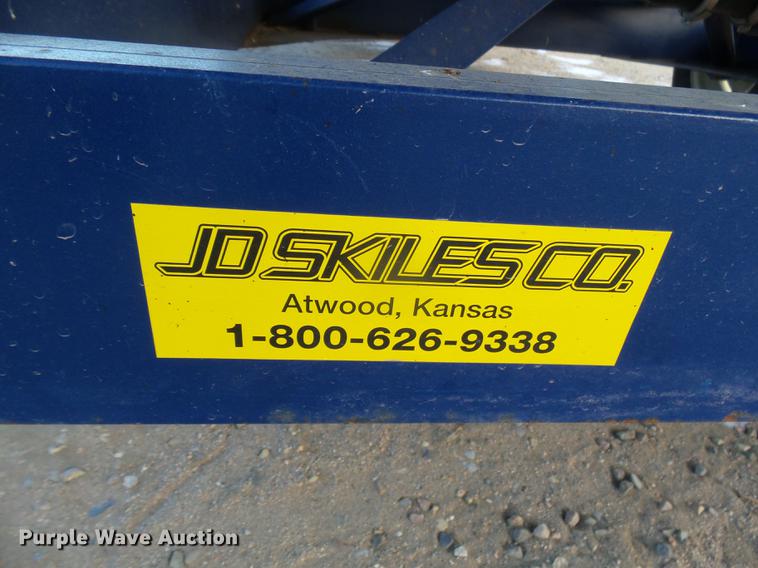 JD SKILES CO.
Atwood, Kansas
1-800-626-9338
Purple Wave Auction